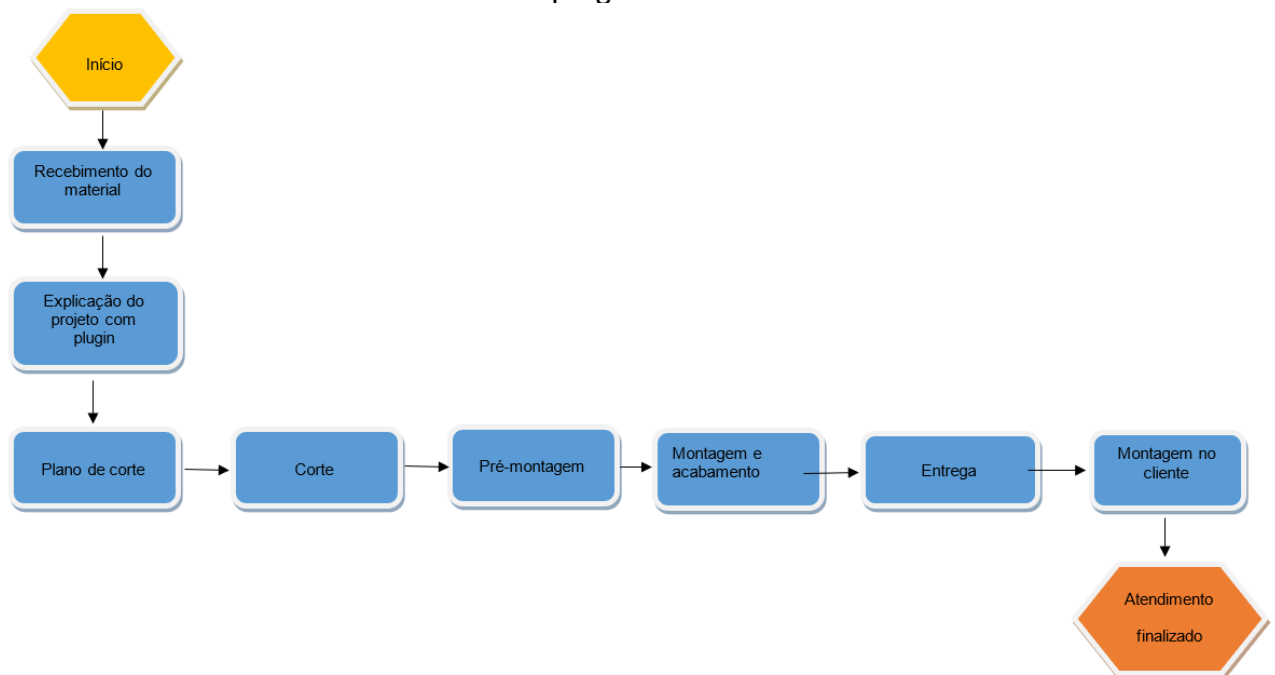 Início
Recebimento do
material
Explicação do
projeto com
plugin
Plano de corte
Corte
Pré-montagem
Montagem e
acabamento
Entrega
Montagem no
cliente
Atendimento
finalizado